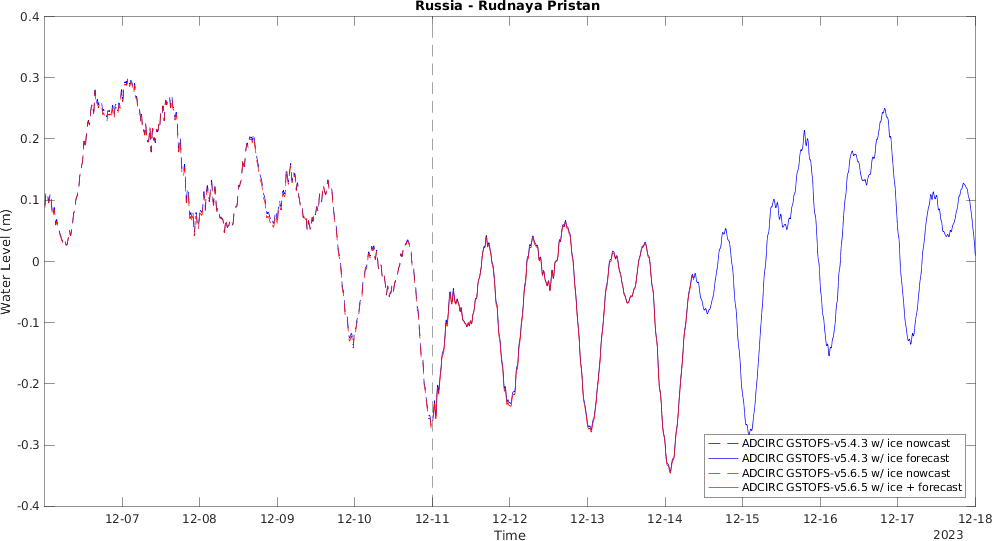 Russia - Rudnaya Pristan
0.4
0.3
0.2
0.1
0
-0.1
-0.2
-0.3
-0.4
Water Level (m)
ADCIRC GSTOFS-v5.4.3 w/ ice nowcast
ADCIRC GSTOFS-v5.4.3 w/ ice forecast
ADCIRC GSTOFS-v5.6.5 w/ ice nowcast
ADCIRC GSTOFS-v5.6.5 w/ ice + forecast
12-07 12-08 12-09 12-10 12-11 12-12 12-13 12-14 12-15 12-16 12-17 12-18
Time
2023